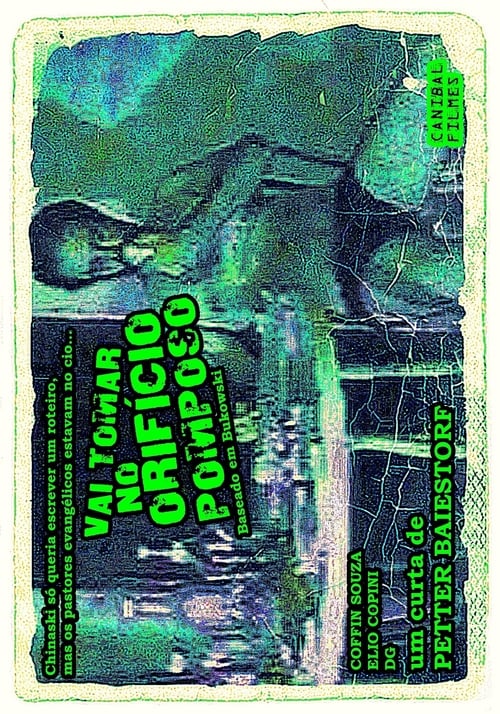 Chinaski só queria escrever um roteiro,
mas os pastores evangélicos estavam no cio...
VAI TOMAR
NO
ORIFÍCIO
POMPOSO
Baseado em Bukowski
COFFIN SOUZA
ELIO COPINI
DG
um curta de
PETTER BAIESTORF
CANIBAL
FILMES